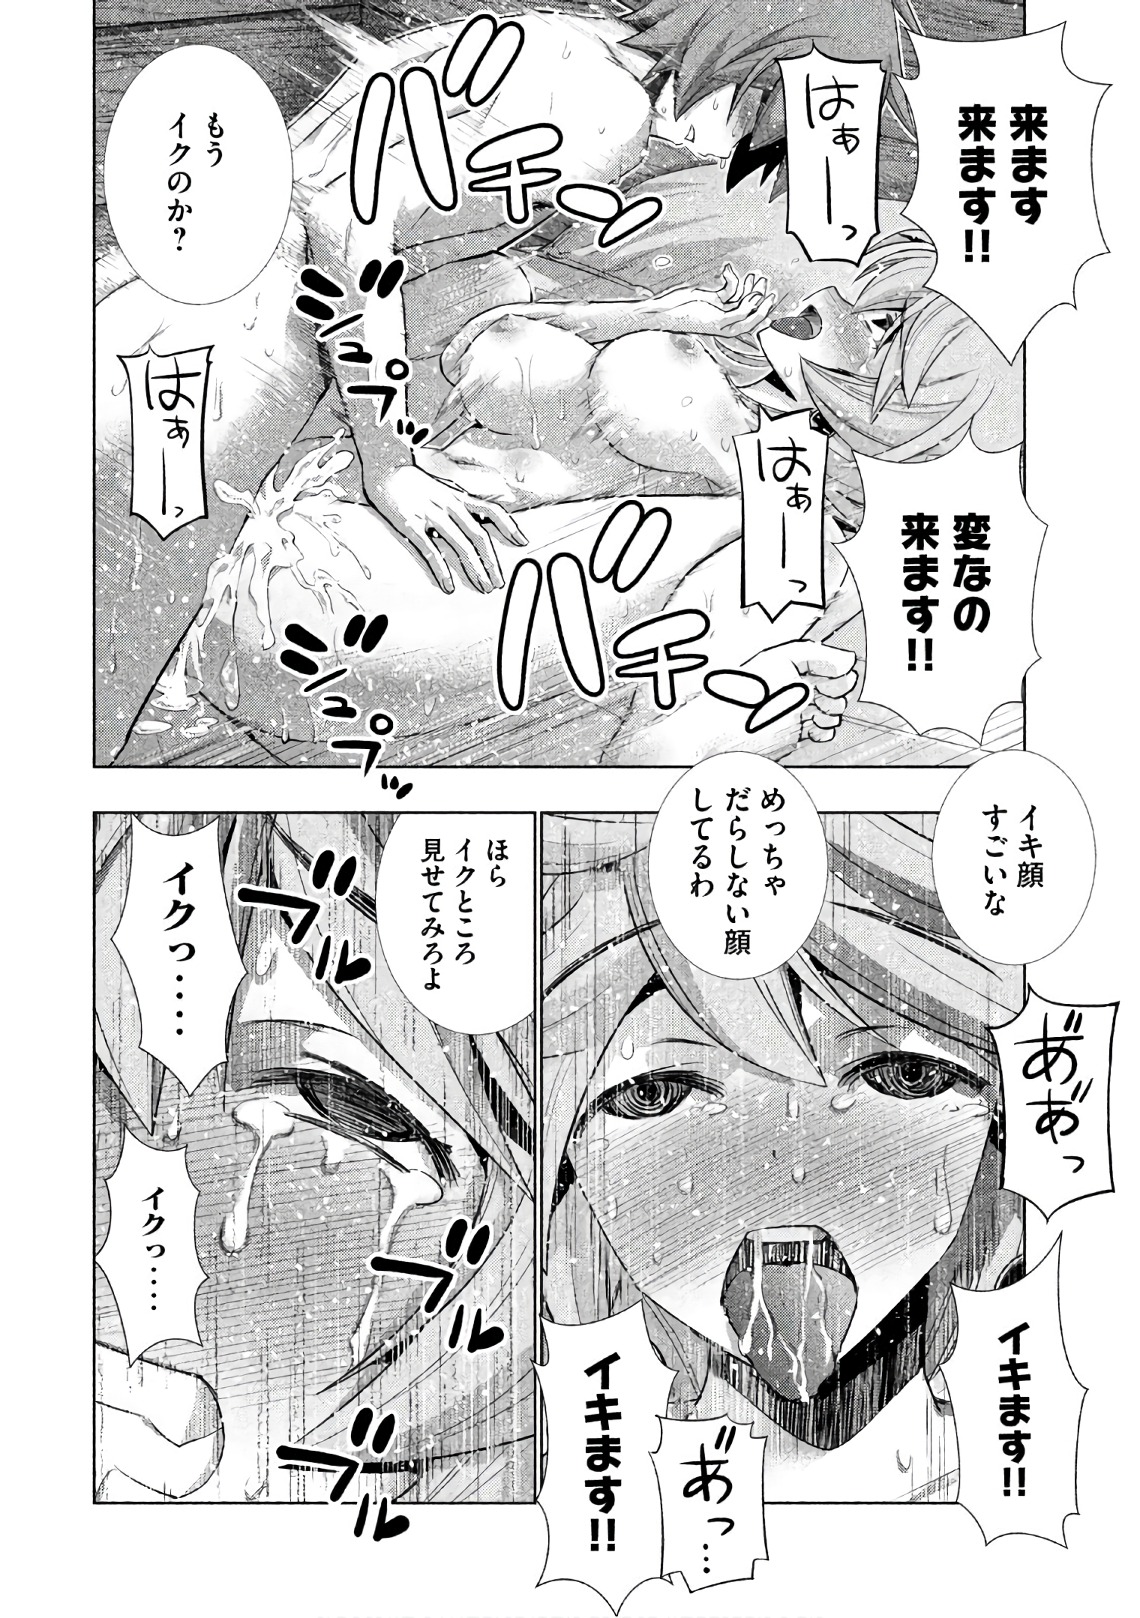 来ます
来ます!!
はぁーっ
バチン
もう
イクのか?
ジュプッ
はぁーっ
変なの
来ます!!
はぁーっ
バチン
ジュプッ
イキ顔
すごいな
めっちゃ
だらしない顔
してるわ
あ゛あ゛っ
イキます!!
イキます!!
あ゛っ…
ほら
イクところ
見せてみろよ
ブルッ
イクっ‥‥
イクっ‥‥
ブルッ
ブルッ